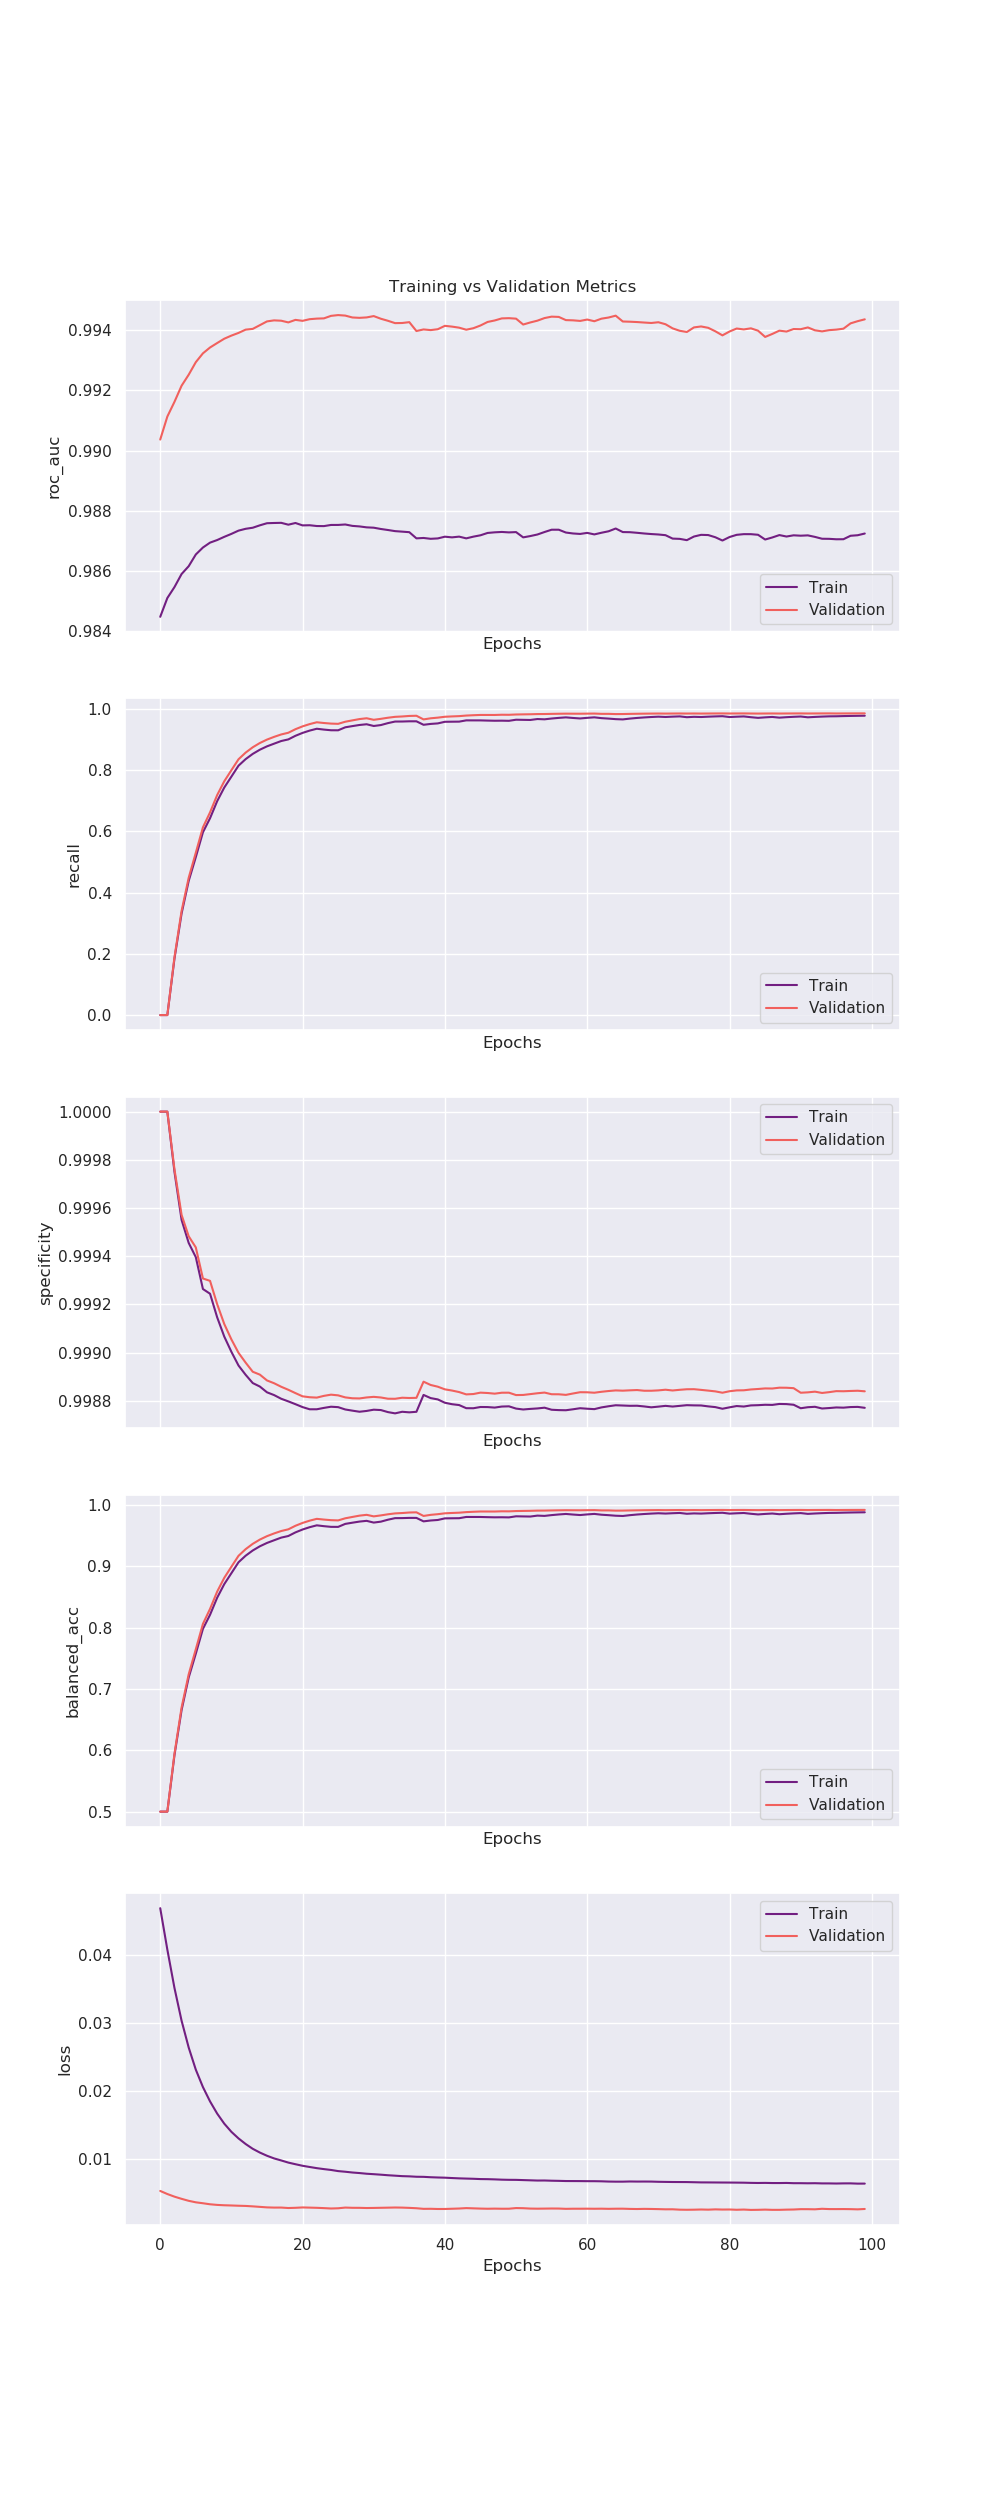 Training vs Validation Metrics
0.994
0.992
0.990
0.988
0.986
0.984
roc_auc
Train
Validation
Epochs
1.0
0.8
0.6
0.4
0.2
0.0
recall
Train
Validation
Epochs
1.0000
0.9998
0.9996
0.9994
0.9992
0.9990
0.9988
specificity
Train
Validation
Epochs
1.0
0.9
0.8
0.7
0.6
0.5
balanced_acc
Train
Validation
Epochs
0.04
0.03
0.02
0.01
loss
Train
Validation
0 20 40 60 80 100
Epochs